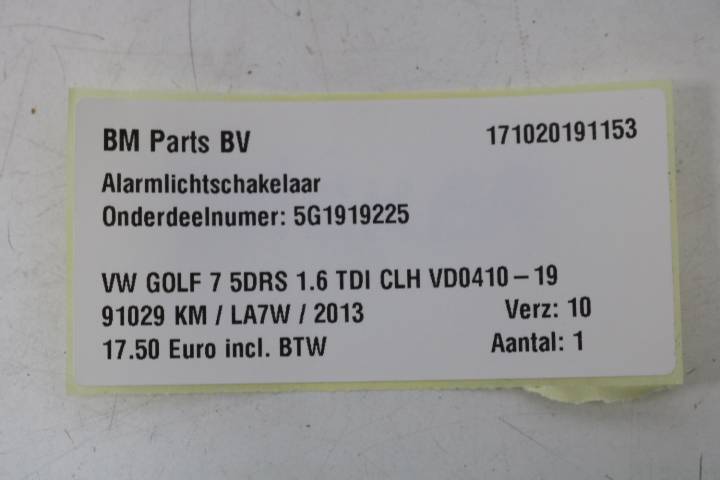 BM Parts BV 171020191153
Alarmlichtschakelaar
Onderdeelnumer: 5G1919225
VW GOLF 7 5DRS 1.6 TDI CLH VD0410-19
91029 KM / LA7W / 2013 Verz: 10
17.50 Euro incl. BTW Aantal: 1